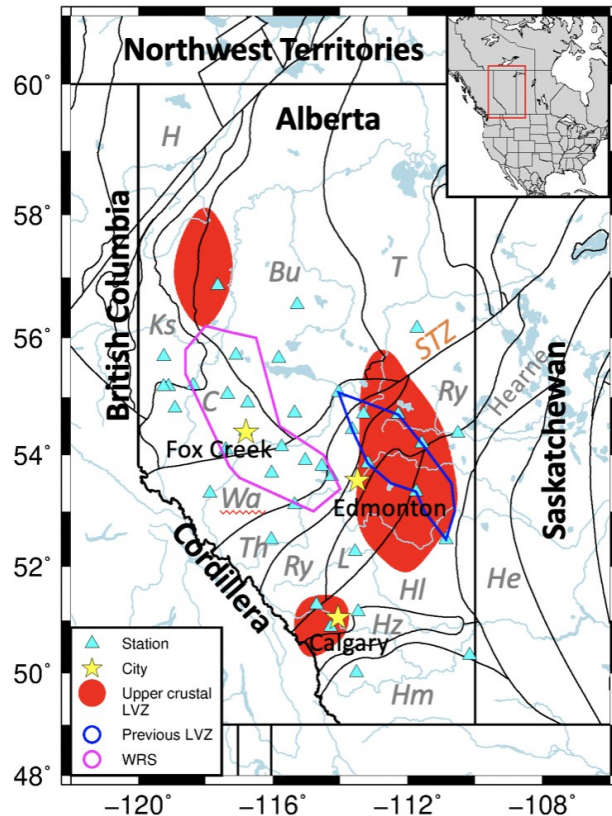 Northwest Territories
60°
Alberta
H
58°
British Columbia
Bu
T
56°
Ks
STZ
Ry
Hearne
C
Saskatchewan
54°
Fox Creek
Edmonton
Wa
Cordillera
Th
Ry
L
52°
Hl
He
Hz
Calgary
50°
Hm
48°
Station
City
Upper crustal
LVZ
Previous LVZ
WRS
−120 −116 −112 −108